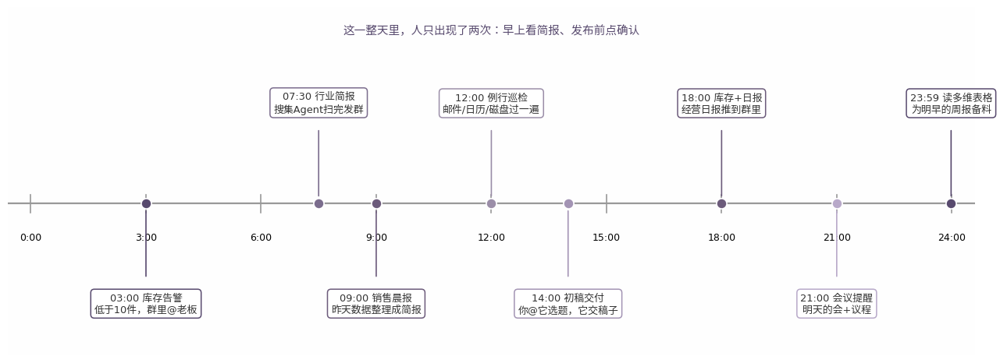 这一整天里，人只出现了两次：早上看简报、发布前点确认
07:30 行业简报
搜集Agent扫完发群
12:00 例行巡检
邮件/日历/磁盘过一遍
18:00 库存+日报
经营日报推到群里
23:59 读多维表格
为明早的周报备料
0:00
3:00
6:00
9:00
12:00
15:00
18:00
21:00
24:00
03:00 库存告警
低于10件，群里@老板
09:00 销售晨报
昨天数据整理成简报
14:00 初稿交付
你@它选题，它交稿子
21:00 会议提醒
明天的会+议程